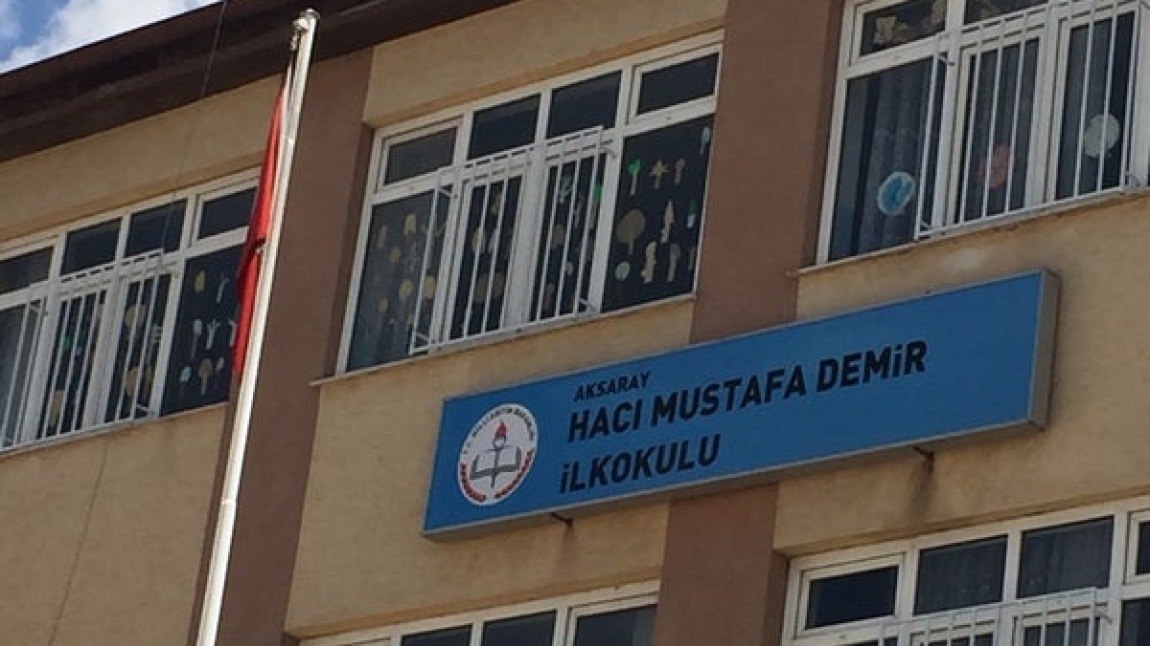 AKSARAY
HACI MUSTAFA DEMİR
İLKOKULU